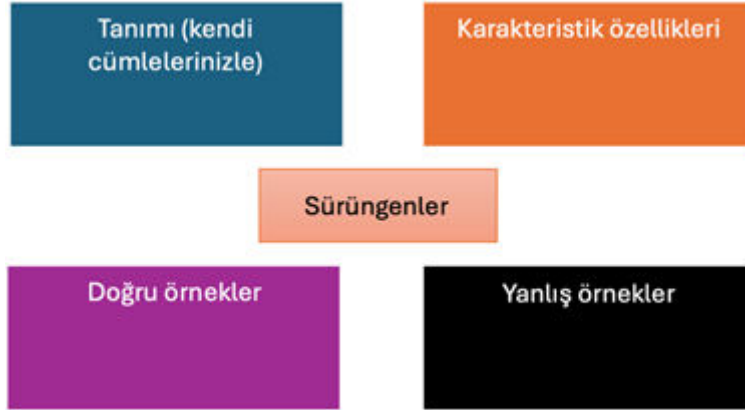 Tanımı (kendi
cümlelerinizle)
Karakteristik özellikleri
Sürüngenler
Doğru örnekler
Yanlış örnekler